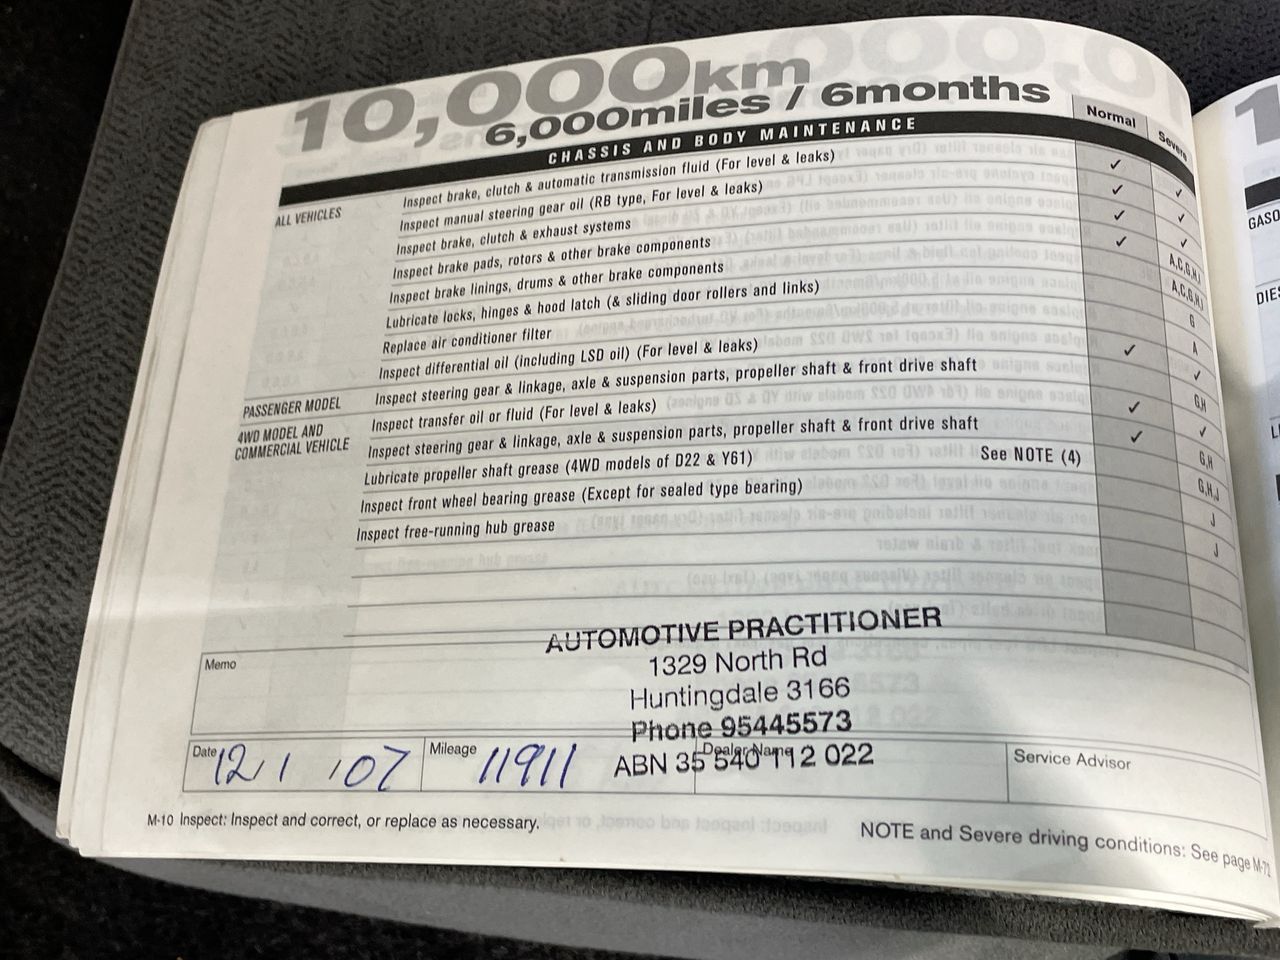 10,000km
6,000miles / 6months
CHASSIS AND BODY MAINTENANCE
Normal
Severe
ALL VEHICLES
Inspect brake, clutch & automatic transmission fluid (For level & leaks) ✓ ✓
Inspect manual steering gear oil (RB type, For level & leaks) ✓ ✓
Inspect brake, clutch & exhaust systems ✓ ✓
Inspect brake pads, rotors & other brake components ✓ A,C,G,H,I
Inspect brake linings, drums & other brake components A,C,G,H,I
Lubricate locks, hinges & hood latch (& sliding door rollers and links) G
Replace air conditioner filter A
Inspect differential oil (including LSD oil) (For level & leaks) ✓ ✓
PASSENGER MODEL
Inspect steering gear & linkage, axle & suspension parts, propeller shaft & front drive shaft G,H
4WD MODEL AND
COMMERCIAL VEHICLE
Inspect transfer oil or fluid (For level & leaks) ✓ ✓
Inspect steering gear & linkage, axle & suspension parts, propeller shaft & front drive shaft ✓ G,H
Lubricate propeller shaft grease (4WD models of D22 & Y61) See NOTE (4) G,H,J
Inspect front wheel bearing grease (Except for sealed type bearing) J
Inspect free-running hub grease J
Memo
AUTOMOTIVE PRACTITIONER
1329 North Rd
Huntingdale 3166
Phone 95445573
ABN 35 540 112 022
Date 12/1/07
Mileage 11911
Dealer Name
Service Advisor
M-10 Inspect: Inspect and correct, or replace as necessary.
NOTE and Severe driving conditions: See page M-72
GASO
DIES